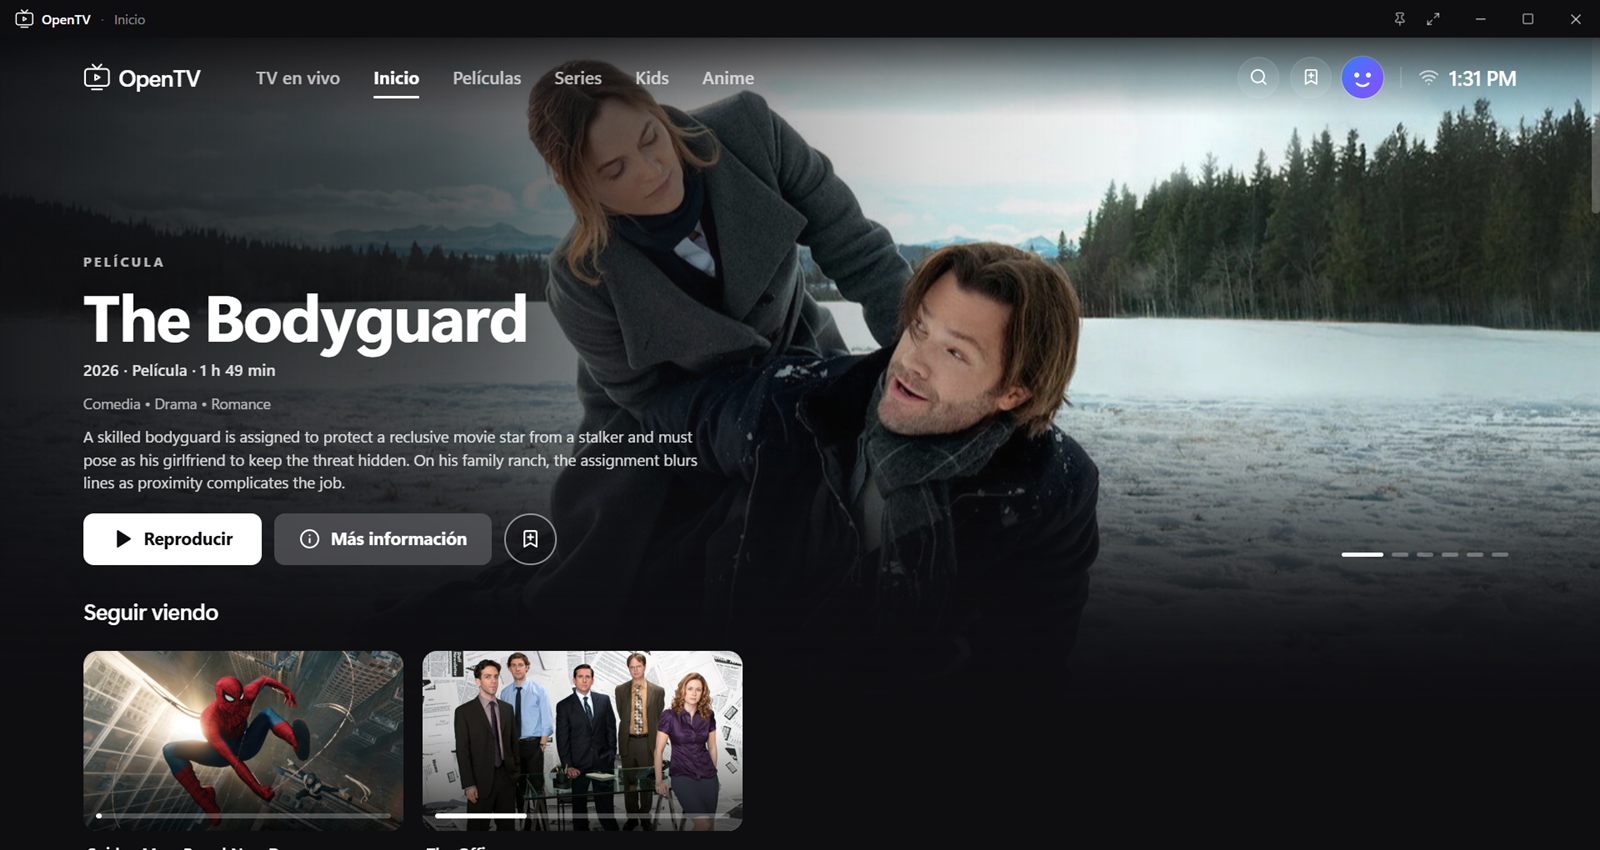 OpenTV · Inicio
OpenTV
TV en vivo
Inicio
Películas
Series
Kids
Anime
1:31 PM
PELÍCULA
The Bodyguard
2026 · Película · 1 h 49 min
Comedia • Drama • Romance
A skilled bodyguard is assigned to protect a reclusive movie star from a stalker and must
pose as his girlfriend to keep the threat hidden. On his family ranch, the assignment blurs
lines as proximity complicates the job.
Reproducir
Más información
Seguir viendo